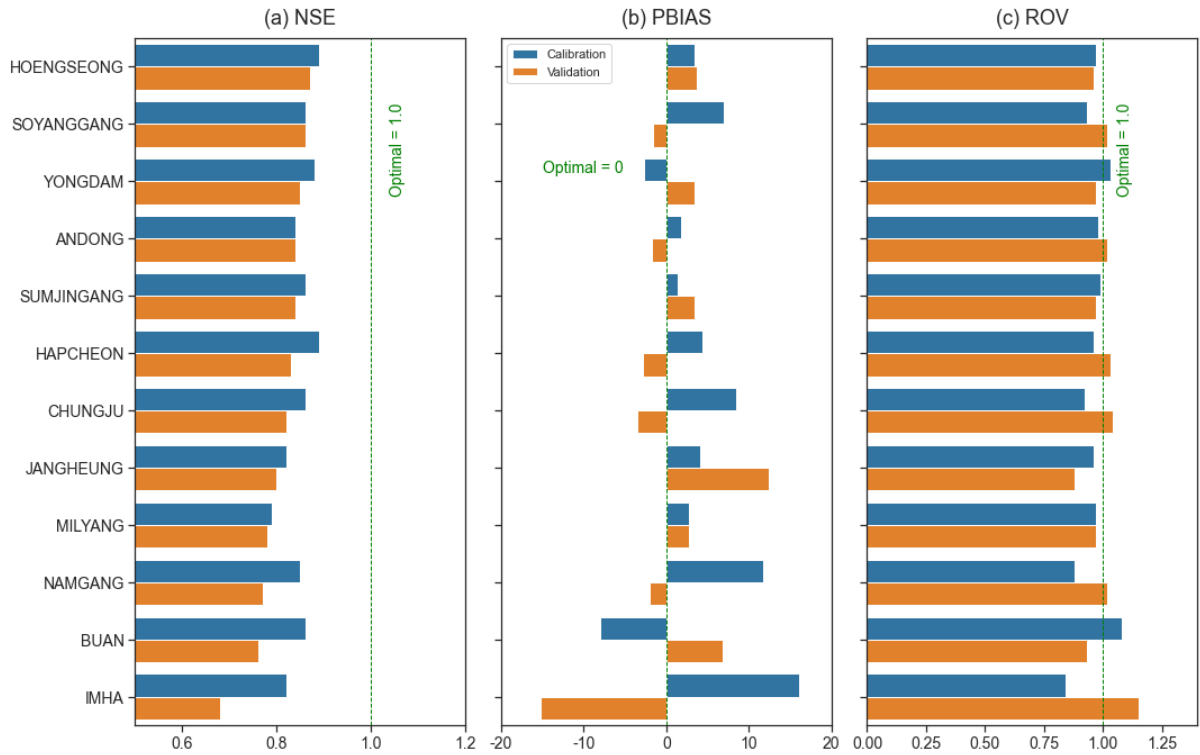 (a) NSE
(b) PBIAS
(c) ROV
HOENGSEONG
SOYANGGANG
YONGDAM
ANDONG
SUMJINGANG
HAPCHEON
CHUNGJU
JANGHEUNG
MILYANG
NAMGANG
BUAN
IMHA
Optimal = 1.0
0.6 0.8 1.0 1.2
Calibration
Validation
Optimal = 0
-20 -10 0 10 20
Optimal = 1.0
0.00 0.25 0.50 0.75 1.00 1.25